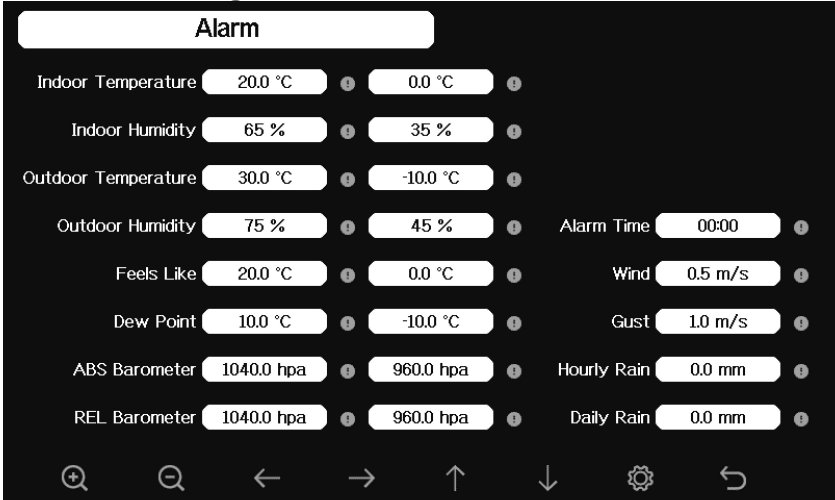 Alarm
Indoor Temperature 20.0 °C 0.0 °C
Indoor Humidity 65 % 35 %
Outdoor Temperature 30.0 °C -10.0 °C
Outdoor Humidity 75 % 45 % Alarm Time 00:00
Feels Like 20.0 °C 0.0 °C Wind 0.5 m/s
Dew Point 10.0 °C -10.0 °C Gust 1.0 m/s
ABS Barometer 1040.0 hpa 960.0 hpa Hourly Rain 0.0 mm
REL Barometer 1040.0 hpa 960.0 hpa Daily Rain 0.0 mm